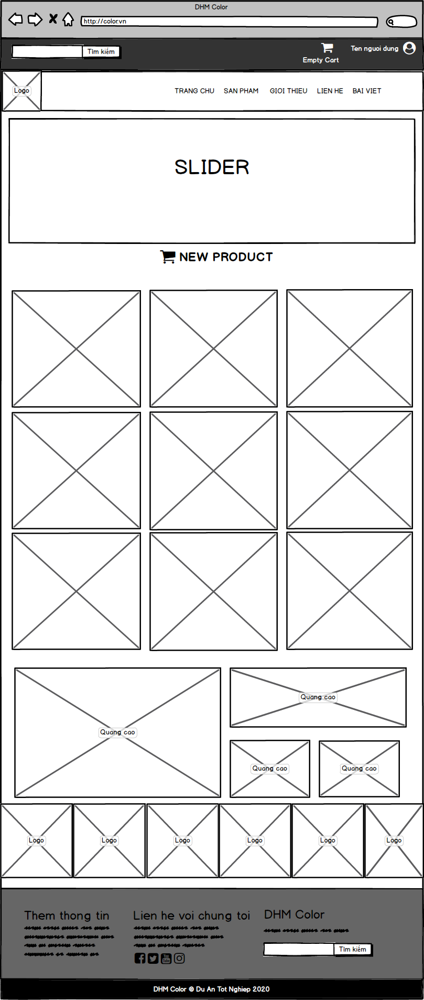 DHM Color
http://color.vn
Tìm kiếm
Empty Cart
Ten nguoi dung
Logo
TRANG CHU SAN PHAM GIOI THIEU LIEN HE BAI VIET
SLIDER
NEW PRODUCT
Quang cao
Quang cao
Quang cao
Quang cao
Logo
Logo
Logo
Logo
Logo
Logo
Them thong tin
Lien he voi chung toi
You
Tube
DHM Color
Tìm kiếm
DHM Color © Du An Tot Nghiep 2020